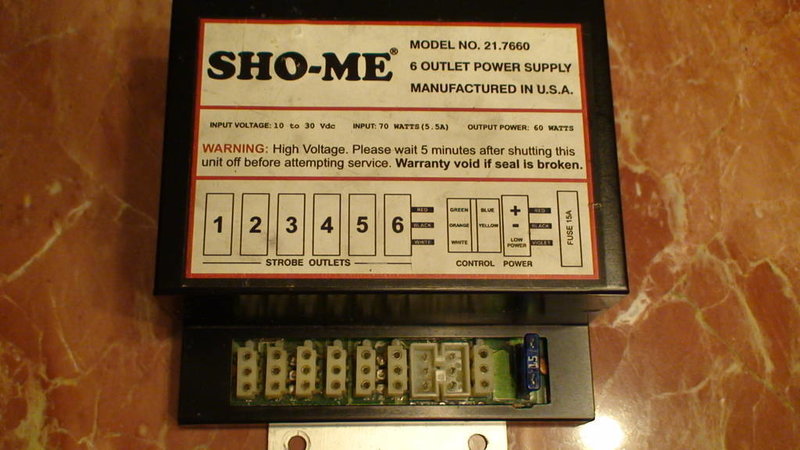 SHO-ME®
MODEL NO. 21.7660
6 OUTLET POWER SUPPLY
MANUFACTURED IN U.S.A.
INPUT VOLTAGE: 10 to 30 Vdc INPUT: 70 WATTS (5.5A) OUTPUT POWER: 60 WATTS
WARNING: High Voltage. Please wait 5 minutes after shutting this
unit off before attempting service. Warranty void if seal is broken.
1 2 3 4 5 6
RED
BLACK
WHITE
GREEN
ORANGE
WHITE
BLUE
YELLOW
+
-
LOW
POWER
RED
BLACK
VIOLET
FUSE 15A
STROBE OUTLETS
CONTROL POWER
15